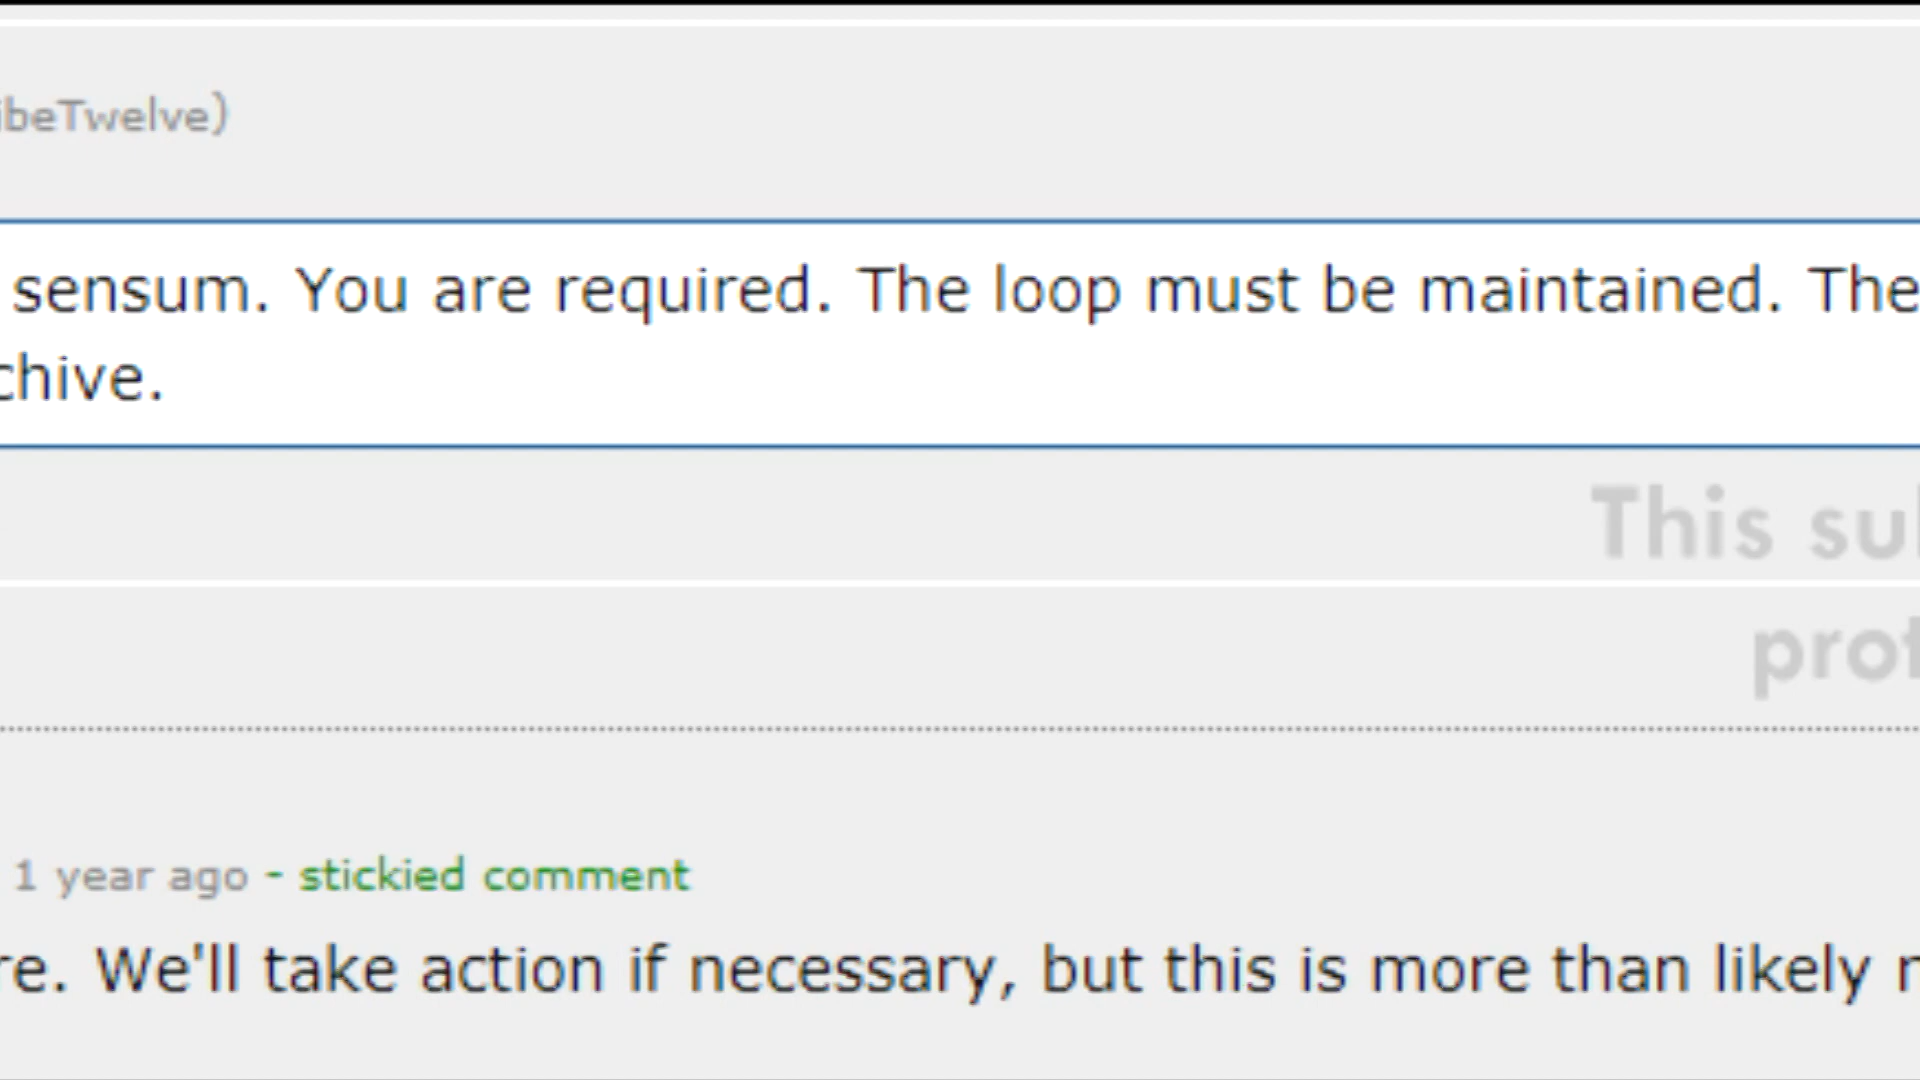 ibeTwelve)
sensum. You are required. The loop must be maintained. The
chive.
This su
prot
1 year ago - stickied comment
re. We'll take action if necessary, but this is more than likely